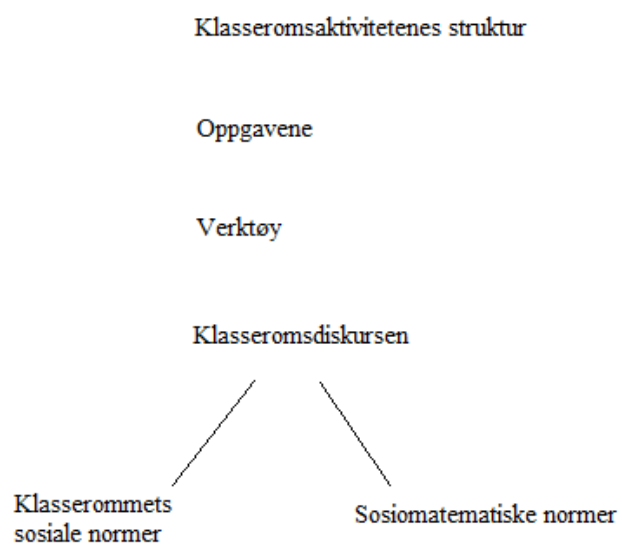 Klasseromsaktivitetenes struktur
Oppgavene
Verktøy
Klasseromsdiskursen
Klasserommets
sosiale normer
Sosiomatematiske normer